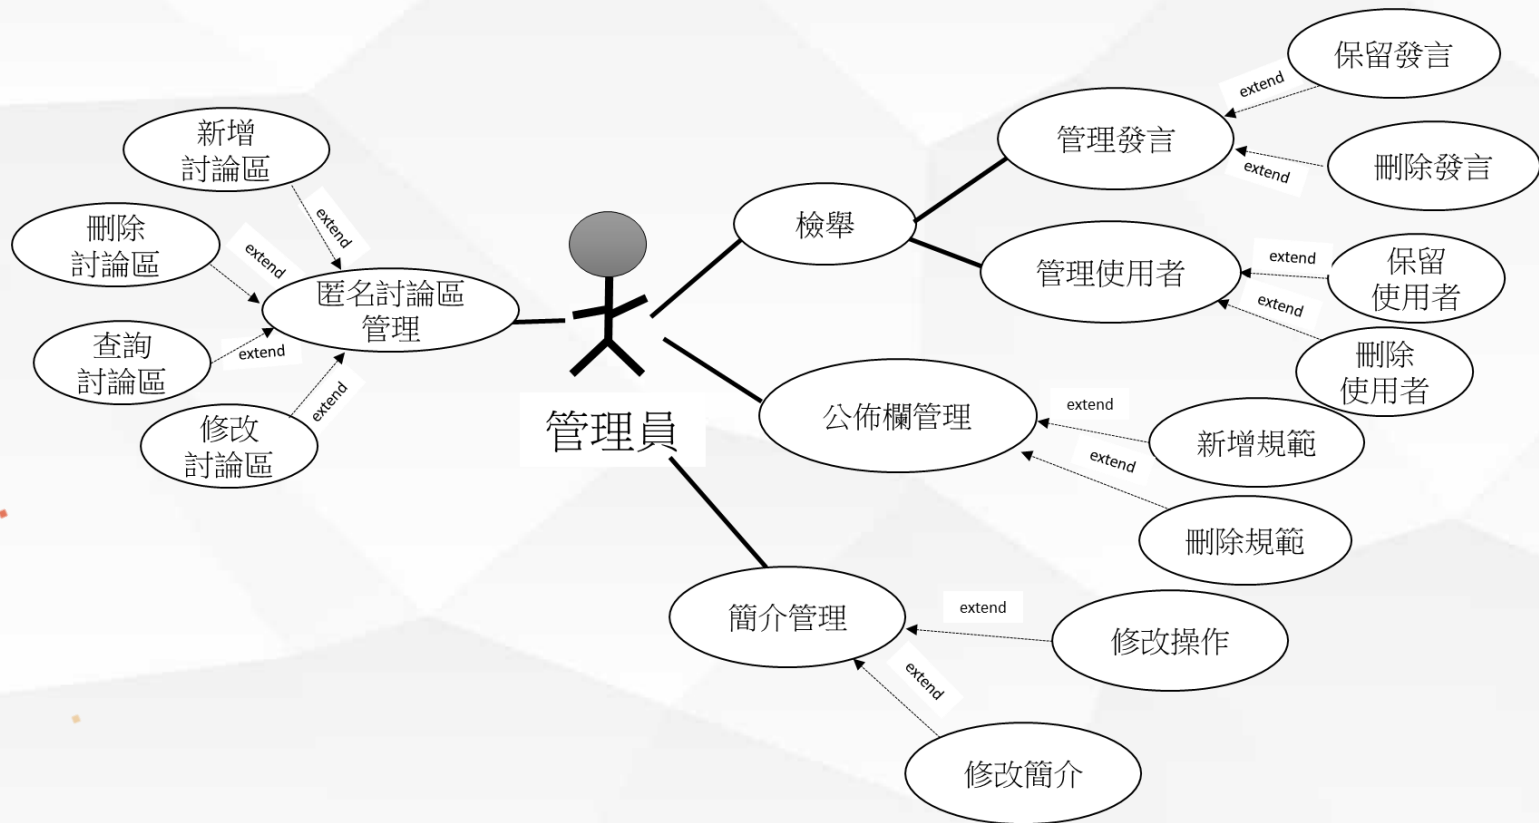 新增
討論區
extend
刪除
討論區
extend
匿名討論區
管理
查詢
討論區
extend
修改
討論區
extend
管理員
檢舉
管理發言
extend
保留發言
extend
刪除發言
管理使用者
extend
保留
使用者
extend
刪除
使用者
公佈欄管理
extend
新增規範
extend
刪除規範
簡介管理
extend
修改操作
extend
修改簡介